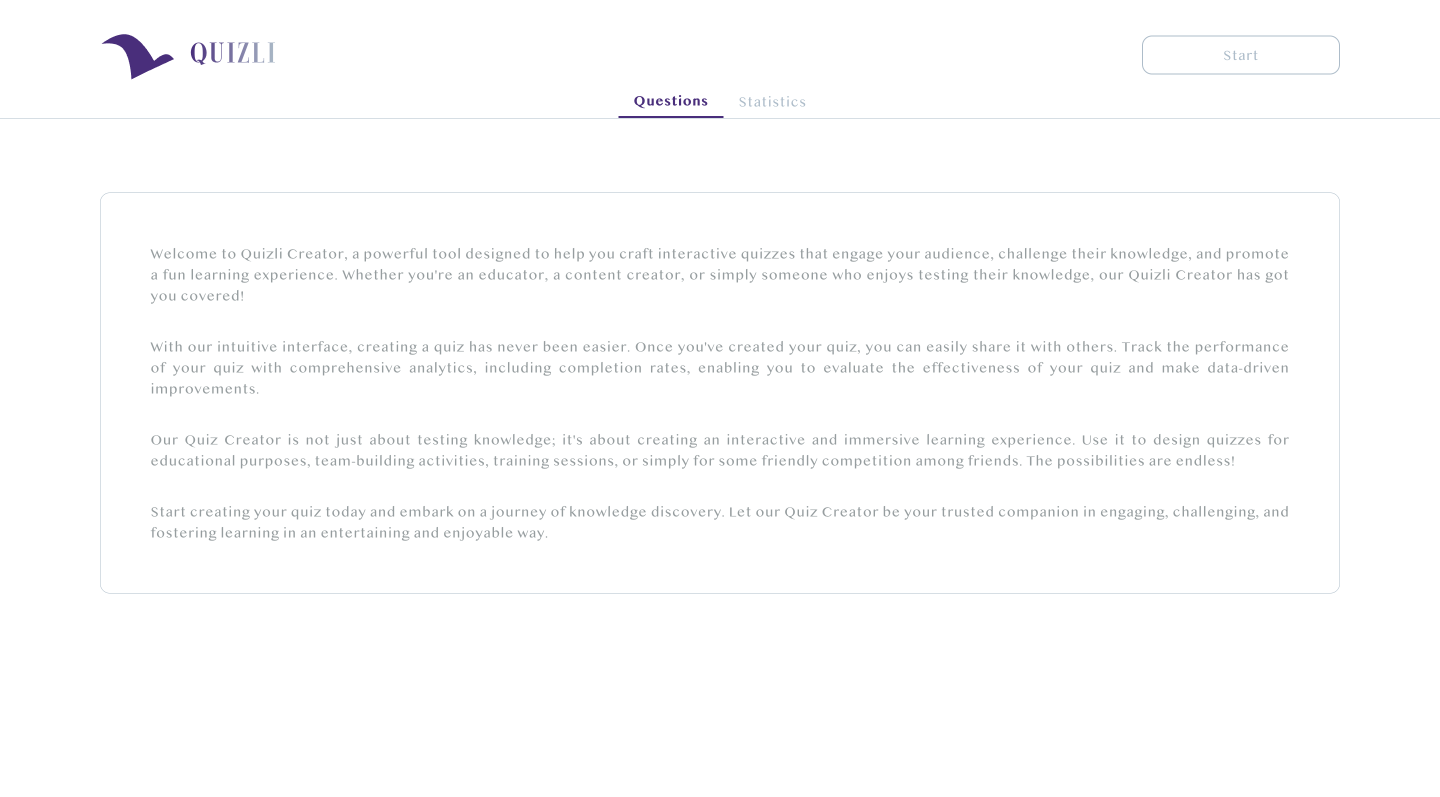 QUIZLI
Start
Questions
Statistics
Welcome to Quizli Creator, a powerful tool designed to help you craft interactive quizzes that engage your audience, challenge their knowledge, and promote
a fun learning experience. Whether you're an educator, a content creator, or simply someone who enjoys testing their knowledge, our Quizli Creator has got
you covered!
With our intuitive interface, creating a quiz has never been easier. Once you've created your quiz, you can easily share it with others. Track the performance
of your quiz with comprehensive analytics, including completion rates, enabling you to evaluate the effectiveness of your quiz and make data-driven
improvements.
Our Quiz Creator is not just about testing knowledge; it's about creating an interactive and immersive learning experience. Use it to design quizzes for
educational purposes, team-building activities, training sessions, or simply for some friendly competition among friends. The possibilities are endless!
Start creating your quiz today and embark on a journey of knowledge discovery. Let our Quiz Creator be your trusted companion in engaging, challenging, and
fostering learning in an entertaining and enjoyable way.